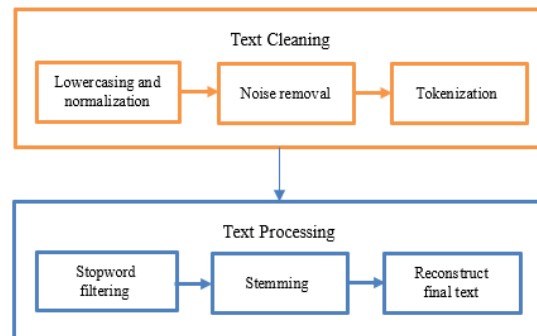 Text Cleaning
Lowercasing and
normalization
Noise removal
Tokenization
Text Processing
Stopword
filtering
Stemming
Reconstruct
final text